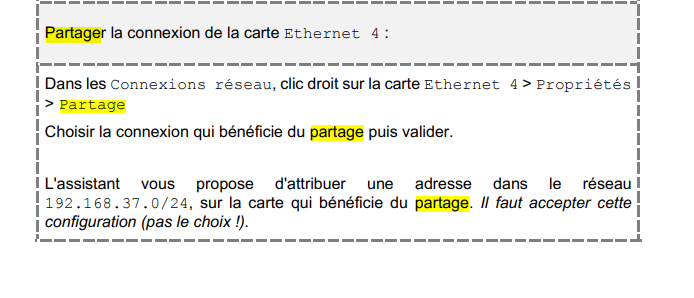 Partager la connexion de la carte Ethernet 4 :
Dans les Connexions réseau, clic droit sur la carte Ethernet 4 > Propriétés
> Partage
Choisir la connexion qui bénéficie du partage puis valider.
L'assistant vous propose d'attribuer une adresse dans le réseau
192.168.37.0/24, sur la carte qui bénéficie du partage. Il faut accepter cette
configuration (pas le choix !).